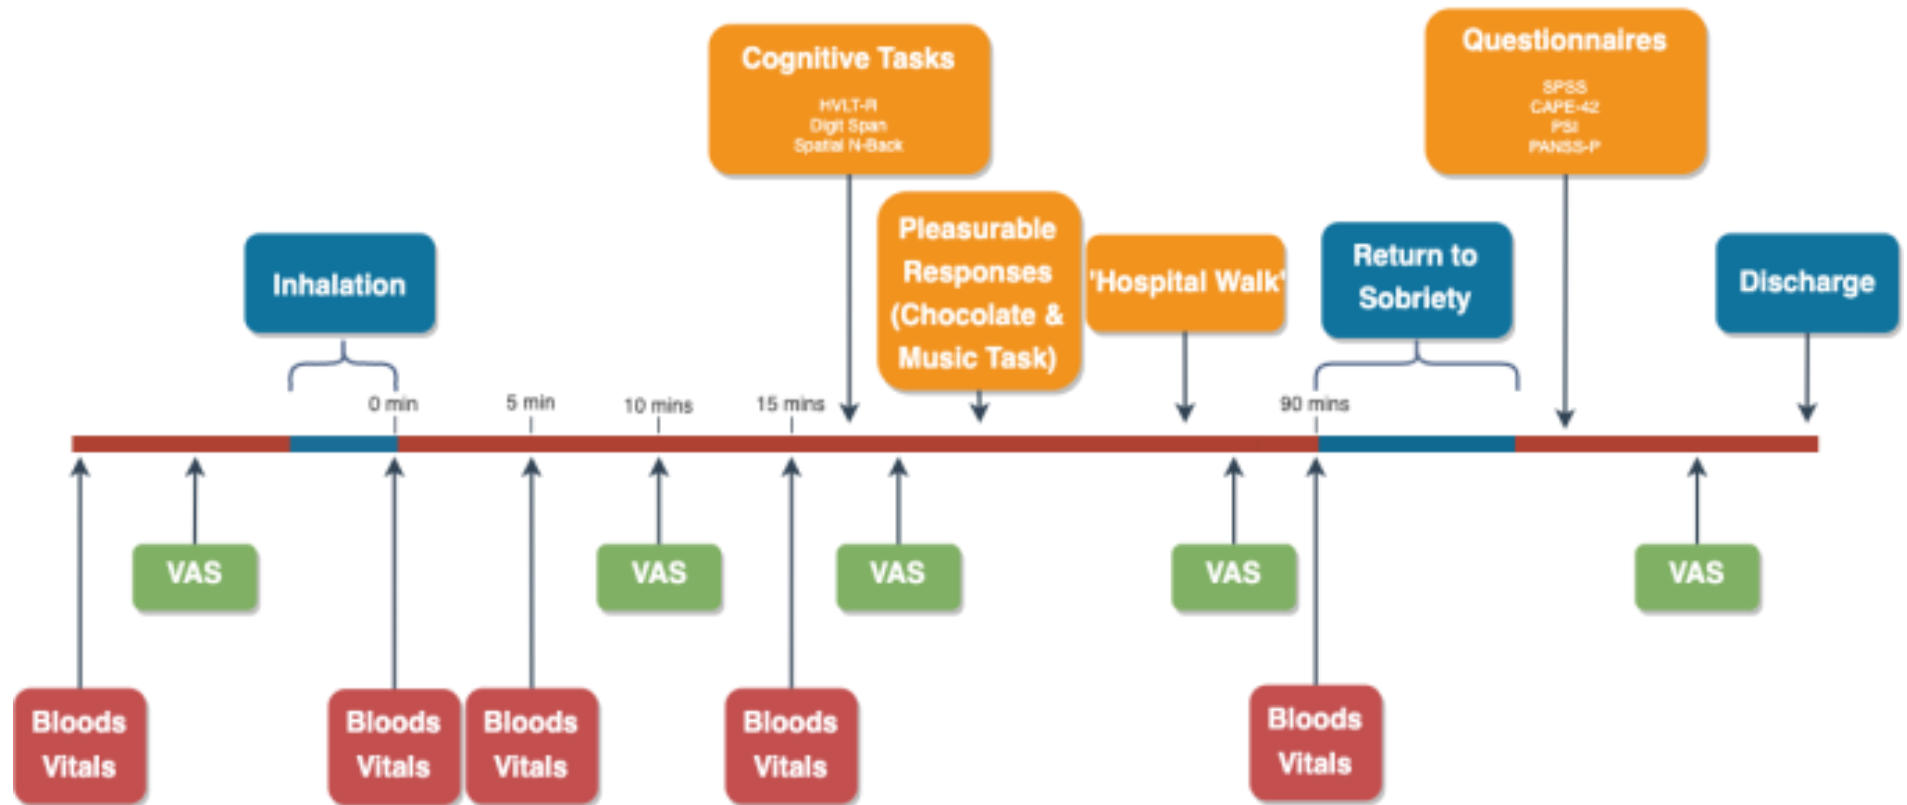 Cognitive Tasks
HVLT-R
Digit Span
Spatial N-Back
Questionnaires
SPSS
CAPE-42
PSI
PANSS-P
Inhalation
Pleasurable
Responses
(Chocolate &
Music Task)
'Hospital Walk'
Return to
Sobriety
Discharge
0 min
5 min
10 mins
15 mins
90 mins
VAS
VAS
VAS
VAS
VAS
Bloods
Vitals
Bloods
Vitals
Bloods
Vitals
Bloods
Vitals
Bloods
Vitals